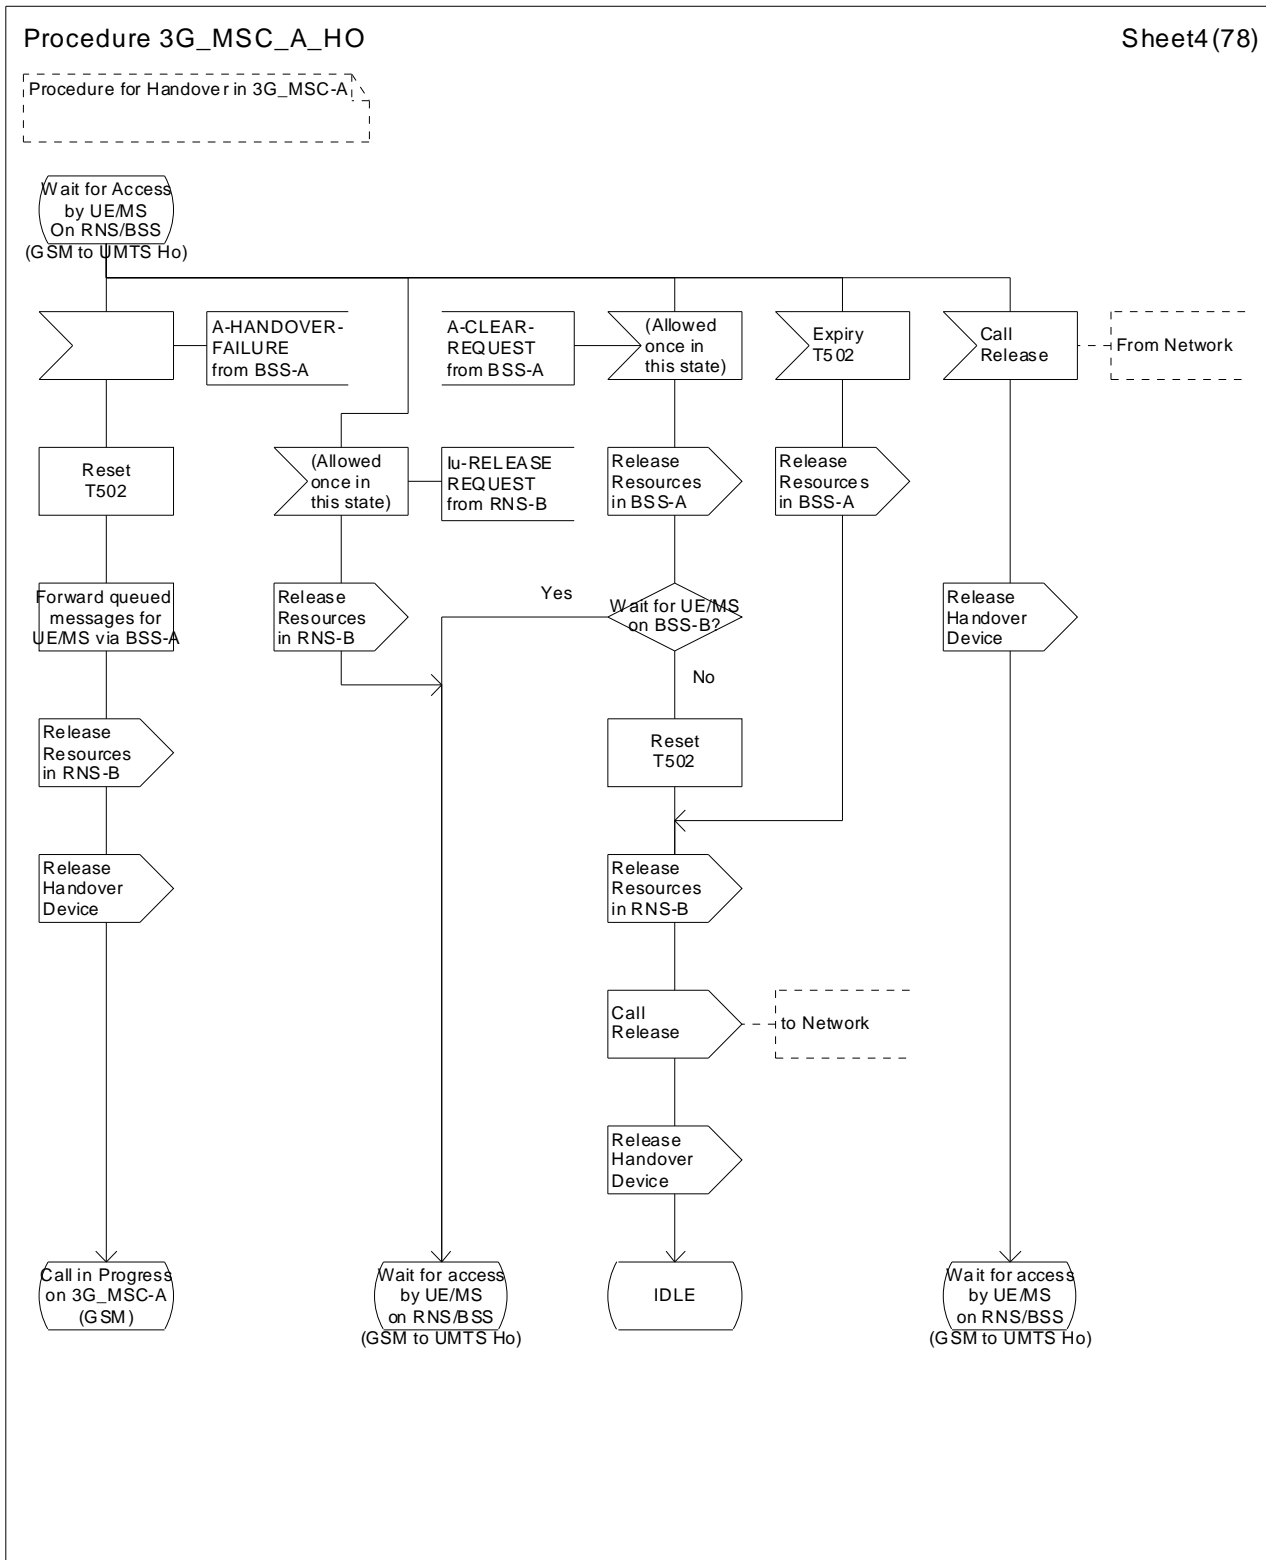 Procedure 3G_MSC_A_HO
Sheet4(78)
Procedure for Handover in 3G_MSC-A
Wait for Access
by UE/MS
On RNS/BSS
(GSM to UMTS Ho)
A-HANDOVER-
FAILURE
from BSS-A
A-CLEAR-
REQUEST
from BSS-A
(Allowed
once in
this state)
Expiry
T502
Call
Release
From Network
Reset
T502
(Allowed
once in
this state)
Iu-RELEASE
REQUEST
from RNS-B
Release
Resources
in BSS-A
Release
Resources
in BSS-A
Forward queued
messages for
UE/MS via BSS-A
Release
Resources
in RNS-B
Yes
Wait for UE/MS
on BSS-B?
Release
Handover
Device
No
Release
Resources
in RNS-B
Reset
T502
Release
Handover
Device
Release
Resources
in RNS-B
Call
Release
to Network
Release
Handover
Device
Call in Progress
on 3G_MSC-A
(GSM)
Wait for access
by UE/MS
on RNS/BSS
(GSM to UMTS Ho)
IDLE
Wait for access
by UE/MS
on RNS/BSS
(GSM to UMTS Ho)